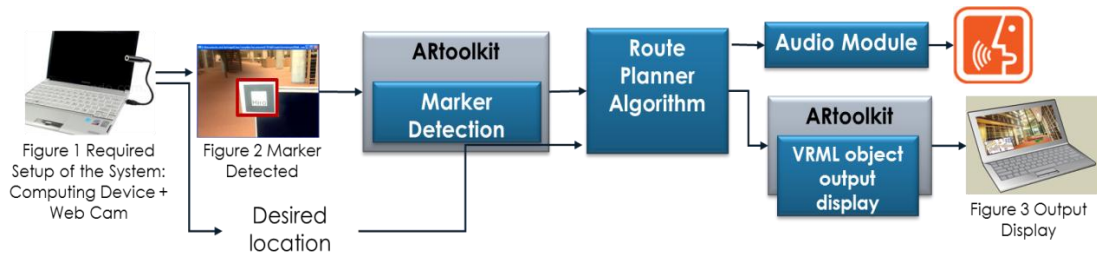 Figure 1 Required
Setup of the System:
Computing Device +
Web Cam
Figure 2 Marker
Detected
Desired
location
ARtoolkit
Marker
Detection
Route
Planner
Algorithm
Audio Module
ARtoolkit
VRML object
output
display
Figure 3 Output
Display